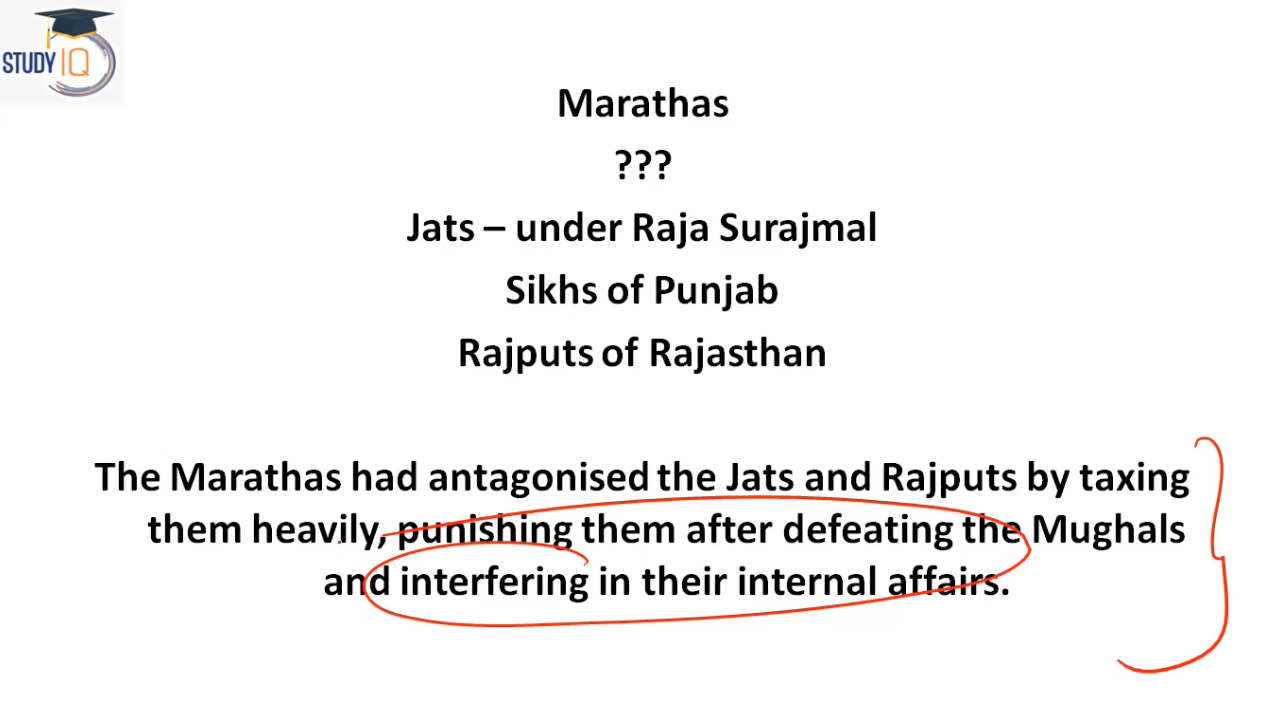 STUDY IQ
Marathas
???
Jats – under Raja Surajmal
Sikhs of Punjab
Rajputs of Rajasthan
The Marathas had antagonised the Jats and Rajputs by taxing
them heavily, punishing them after defeating the Mughals
and interfering in their internal affairs.